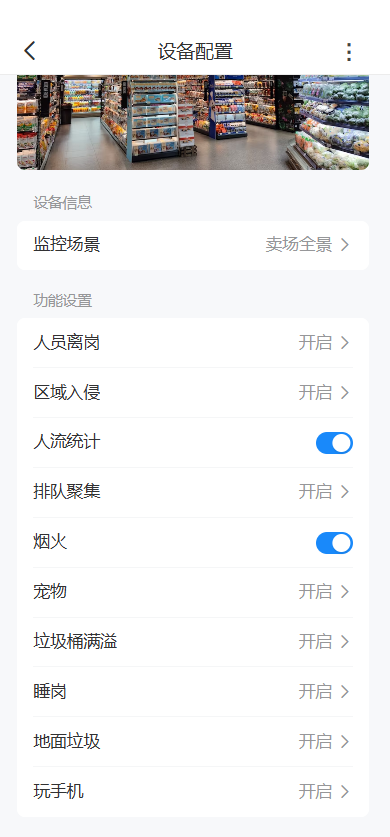 设备配置
设备信息
监控场景 卖场全景
功能设置
人员离岗 开启
区域入侵 开启
人流统计
排队聚集 开启
烟火
宠物 开启
垃圾桶满溢 开启
睡岗 开启
地面垃圾 开启
玩手机 开启